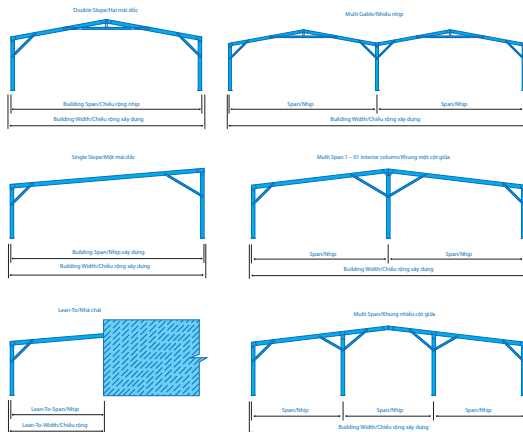 Double Slope/Hai mái dốc
Building Span/Chiều rộng nhịp
Building Width/Chiều rộng xây dựng
Multi Gable/Nhiều nhịp
Span/Nhịp
Span/Nhịp
Building Width/Chiều rộng xây dựng
Single Slope/Một mái dốc
Building Span/Nhịp xây dựng
Building Width/Chiều rộng xây dựng
Multi Span 1 – 01 interior column/Khung một cột giữa
Span/Nhịp
Span/Nhịp
Building Width/Chiều rộng xây dựng
Lean-To/Nhà chái
Lean-To-Span/Nhịp
Lean-To-Width/Chiều rộng
Multi Span/Khung nhiều cột giữa
Span/Nhịp
Span/Nhịp
Span/Nhịp
Building Width/Chiều rộng xây dựng